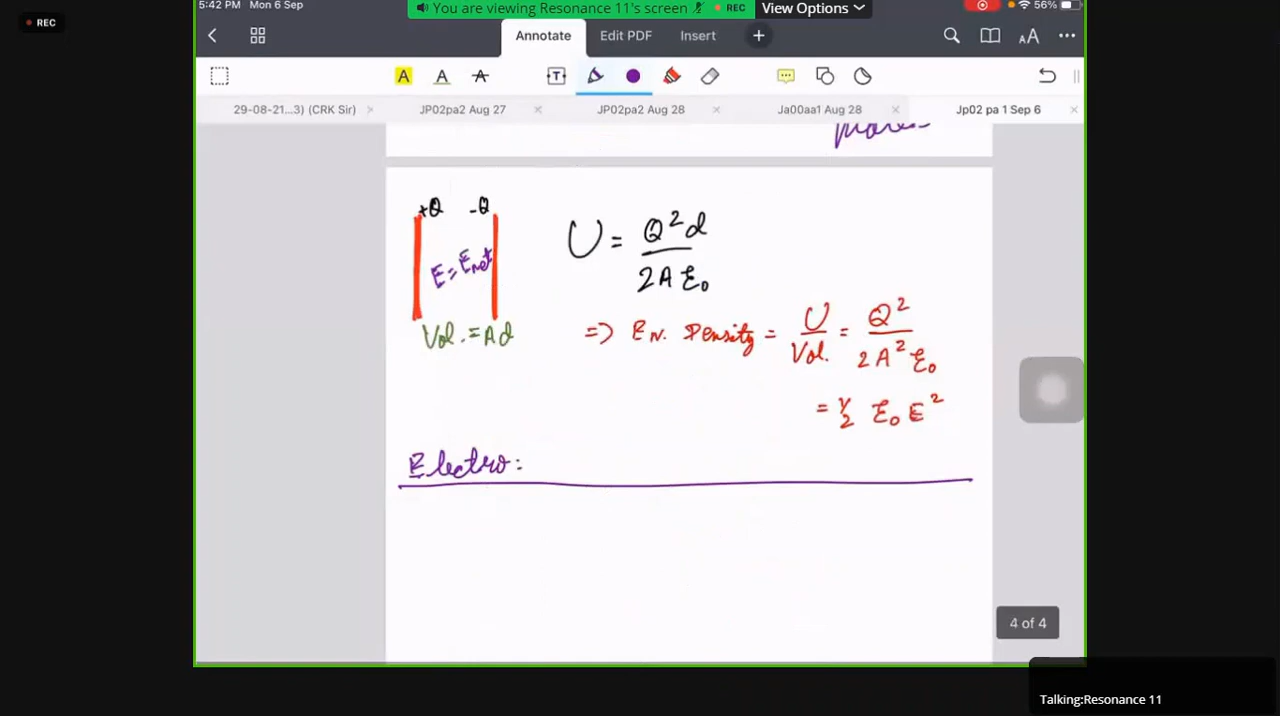 5:42 PM Mon 6 Sep
You are viewing Resonance 11's screen
REC
View Options
56%
REC
Annotate
Edit PDF
Insert
+
AA
A A A T
29-08-21...3) (CRK Sir) ×
JP02pa2 Aug 27 ×
JP02pa2 Aug 28 ×
Ja00aa1 Aug 28 ×
Jp02 pa 1 Sep 6 ×
+Q -Q
E = Enet
Vol. = Ad
U = Q²d / 2Aε₀
=> En. Density = U/Vol. = Q² / 2A²ε₀
= ½ ε₀ E²
Electro:
4 of 4
Talking:Resonance 11